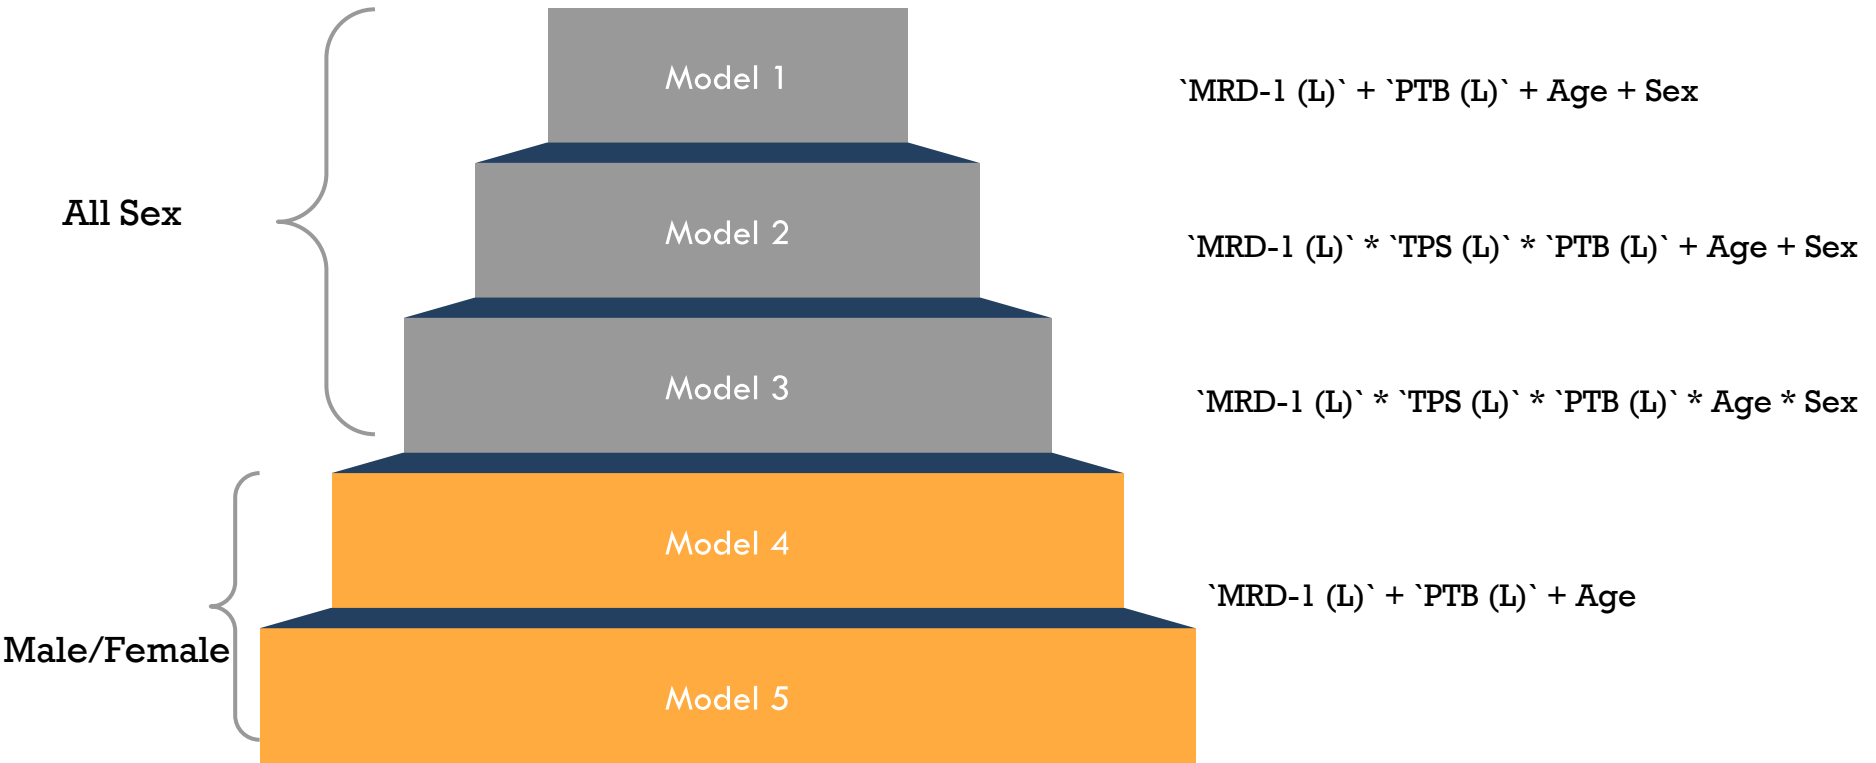 Model 1
`MRD-1 (L)` + `PTB (L)` + Age + Sex
All Sex
Model 2
`MRD-1 (L)` * `TPS (L)` * `PTB (L)` + Age + Sex
Model 3
`MRD-1 (L)` * `TPS (L)` * `PTB (L)` * Age * Sex
Model 4
`MRD-1 (L)` + `PTB (L)` + Age
Male/Female
Model 5